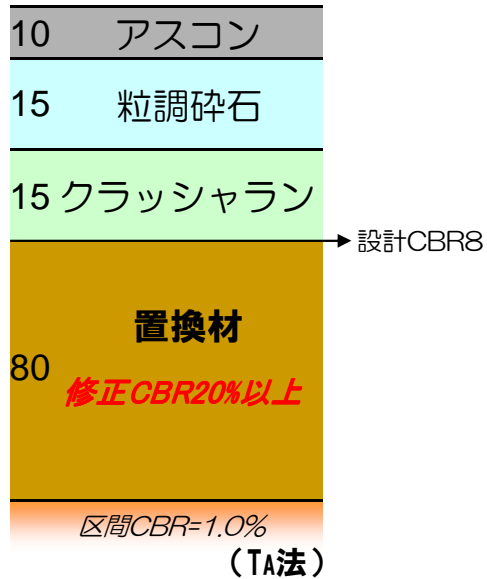 10 アスコン
15 粒調砕石
15 クラッシャラン
設計CBR8
置換材
80
修正CBR20%以上
区間CBR=1.0%
(TA法)